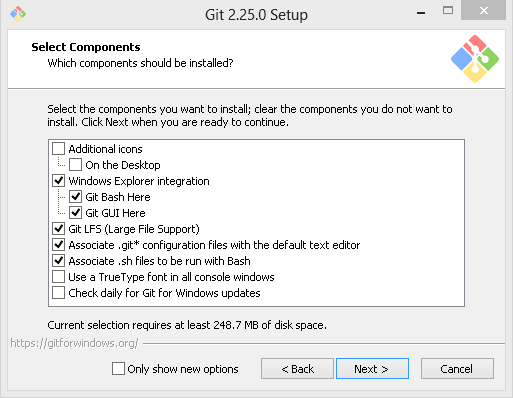 Git 2.25.0 Setup
Select Components
Which components should be installed?
Select the components you want to install; clear the components you do not want to
install. Click Next when you are ready to continue.
Additional icons
On the Desktop
Windows Explorer integration
Git Bash Here
Git GUI Here
Git LFS (Large File Support)
Associate .git* configuration files with the default text editor
Associate .sh files to be run with Bash
Use a TrueType font in all console windows
Check daily for Git for Windows updates
Current selection requires at least 248.7 MB of disk space.
https://gitforwindows.org/
Only show new options
< Back
Next >
Cancel